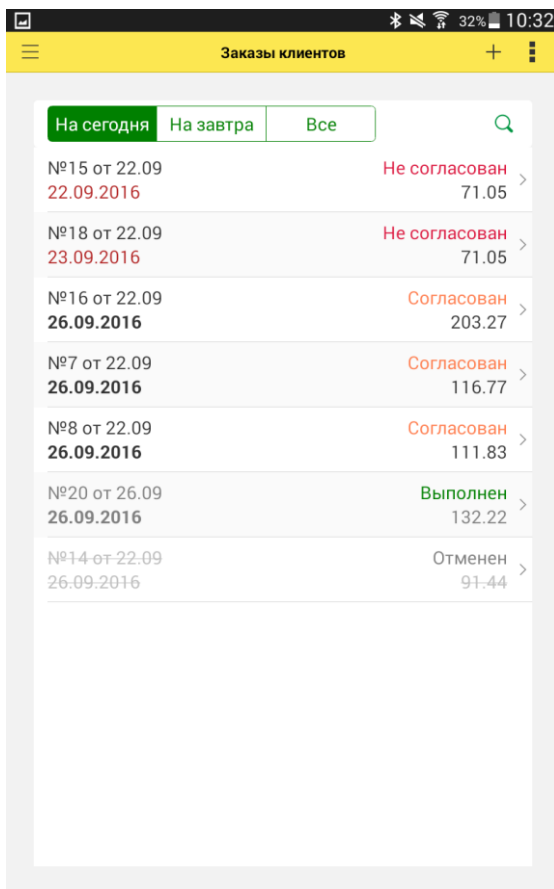 32% 10:32
Заказы клиентов
На сегодня На завтра Все
№15 от 22.09 Не согласован
22.09.2016 71.05
№18 от 22.09 Не согласован
23.09.2016 71.05
№16 от 22.09 Согласован
26.09.2016 203.27
№7 от 22.09 Согласован
26.09.2016 116.77
№8 от 22.09 Согласован
26.09.2016 111.83
№20 от 26.09 Выполнен
26.09.2016 132.22
№14 от 22.09 Отменен
26.09.2016 91.44